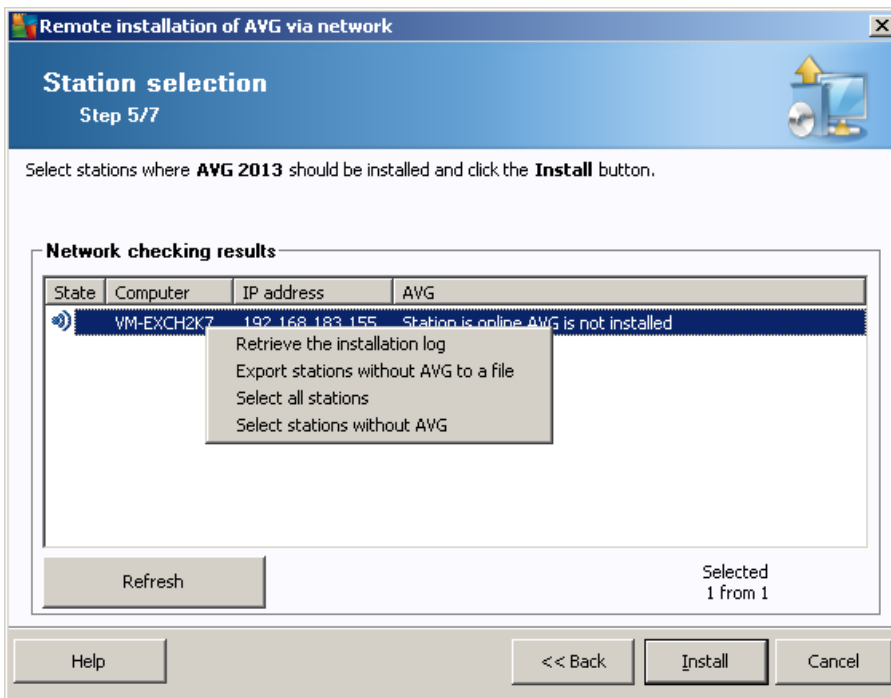 Remote installation of AVG via network
Station selection
Step 5/7
Select stations where AVG 2013 should be installed and click the Install button.
Network checking results
State Computer IP address AVG
VM-EXCH2K7 192.168.183.155 Station is online AVG is not installed
Retrieve the installation log
Export stations without AVG to a file
Select all stations
Select stations without AVG
Refresh
Selected
1 from 1
Help << Back Install Cancel